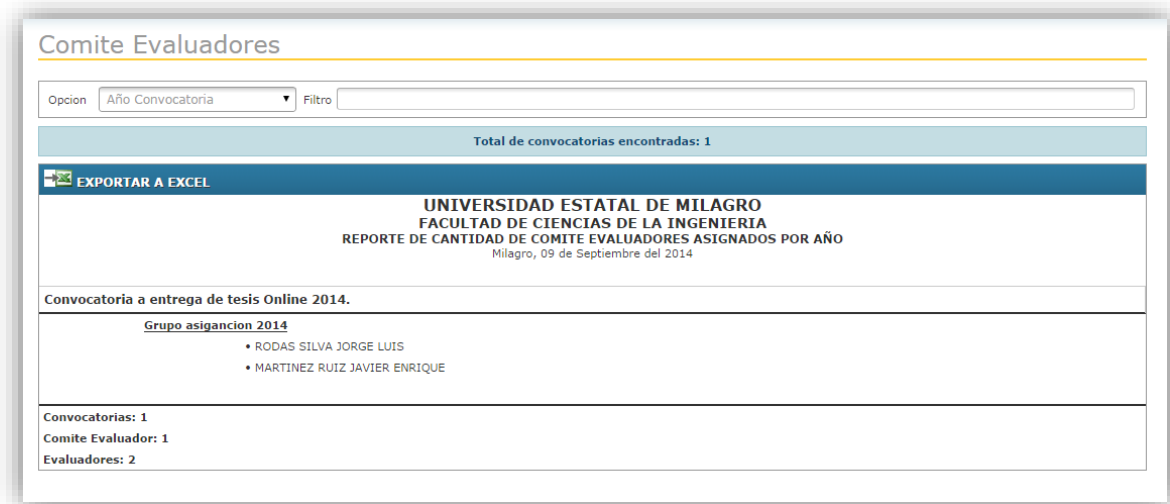 Comite Evaluadores
Opcion Año Convocatoria Filtro
Total de convocatorias encontradas: 1
EXPORTAR A EXCEL
UNIVERSIDAD ESTATAL DE MILAGRO
FACULTAD DE CIENCIAS DE LA INGENIERIA
REPORTE DE CANTIDAD DE COMITE EVALUADORES ASIGNADOS POR AÑO
Milagro, 09 de Septiembre del 2014
Convocatoria a entrega de tesis Online 2014.
Grupo asigancion 2014
• RODAS SILVA JORGE LUIS
• MARTINEZ RUIZ JAVIER ENRIQUE
Convocatorias: 1
Comite Evaluador: 1
Evaluadores: 2